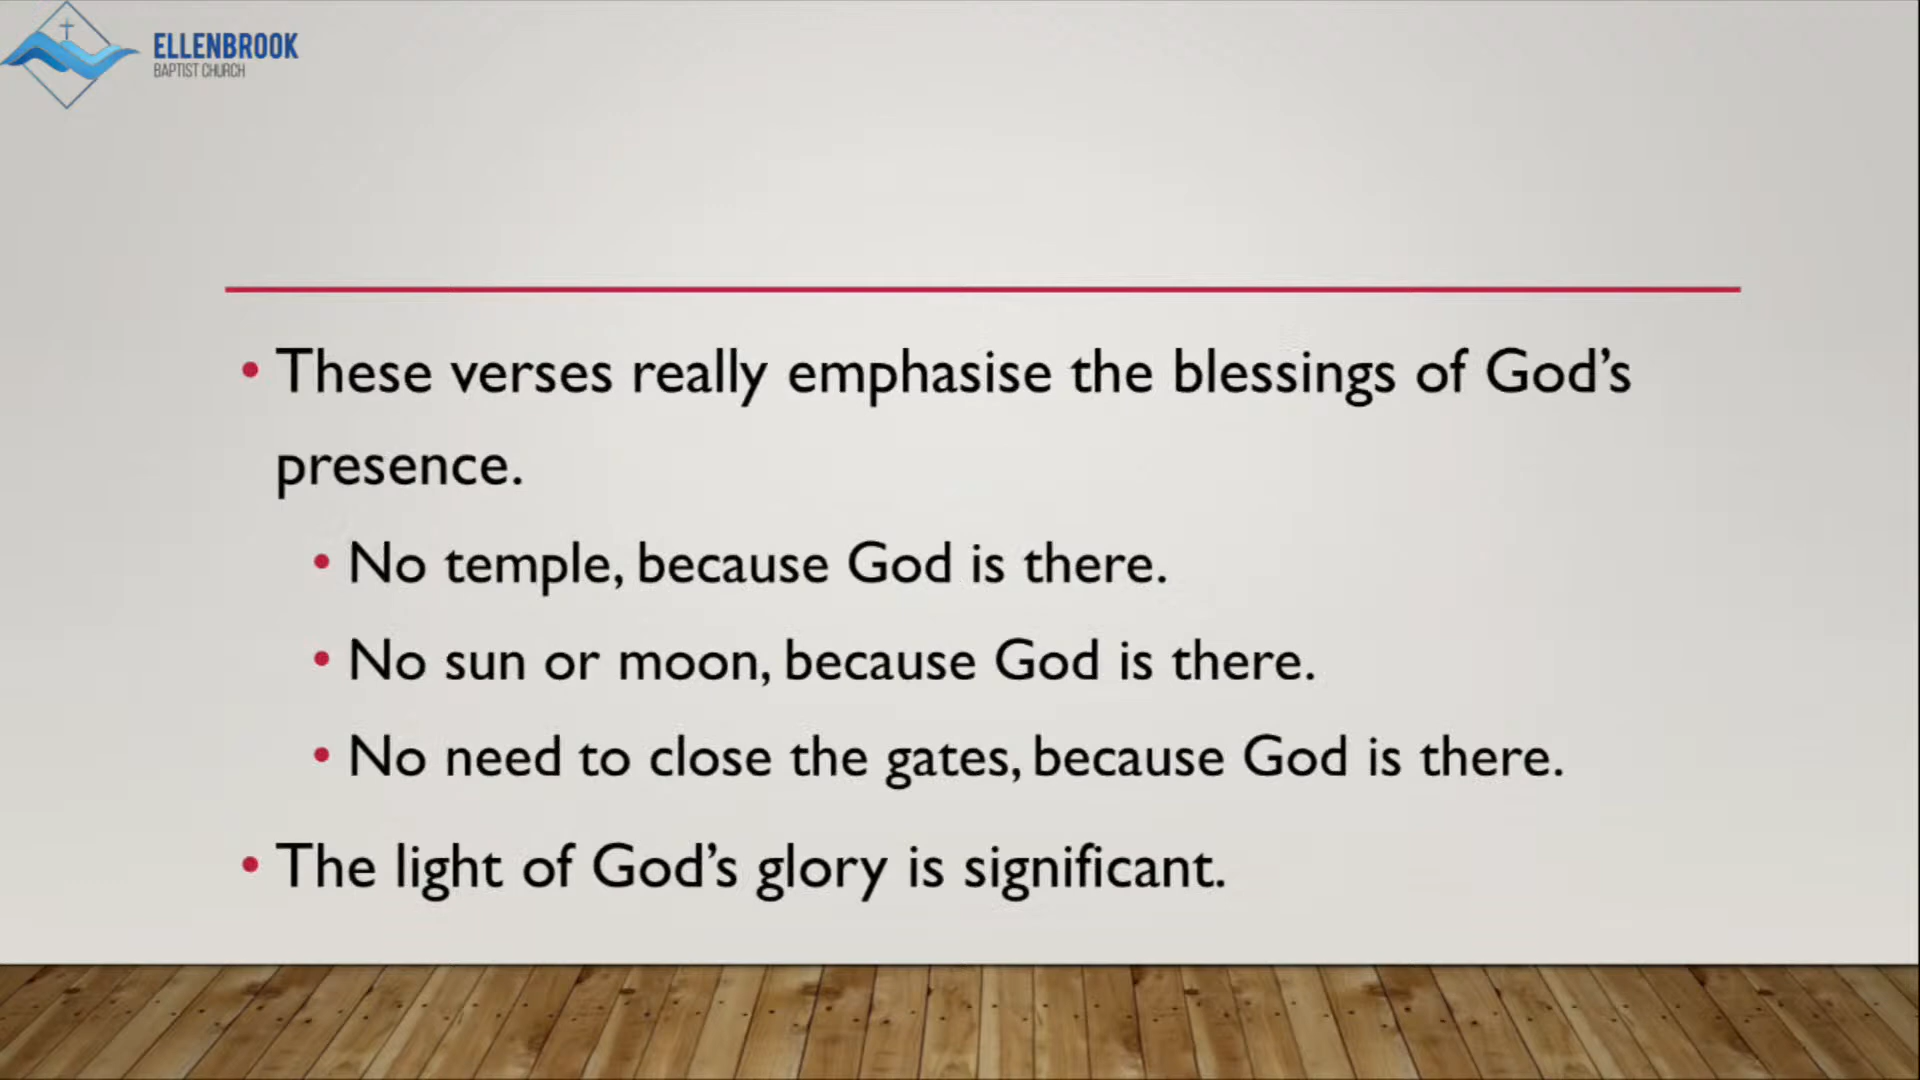 ELLENBROOK
BAPTIST CHURCH
• These verses really emphasise the blessings of God’s
presence.
• No temple, because God is there.
• No sun or moon, because God is there.
• No need to close the gates, because God is there.
• The light of God’s glory is significant.